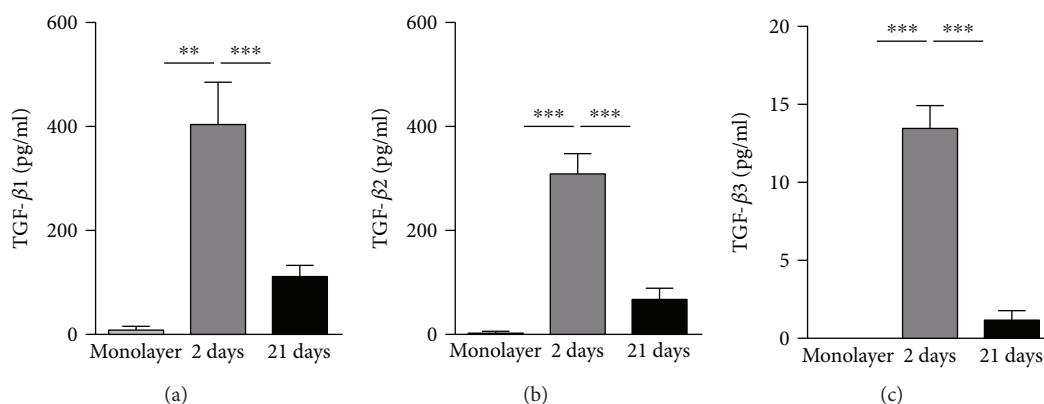 600
400
200
0
TGF-β1 (pg/ml)
** ***
Monolayer 2 days 21 days
(a)
600
400
200
0
TGF-β2 (pg/ml)
*** ***
Monolayer 2 days 21 days
(b)
20
15
10
5
0
TGF-β3 (pg/ml)
*** ***
Monolayer 2 days 21 days
(c)